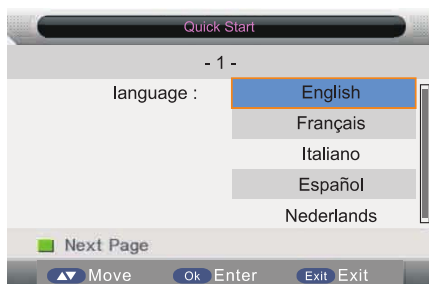 Quick Start
- 1 -
language : English
Français
Italiano
Español
Nederlands
Next Page
Move Ok Enter Exit Exit